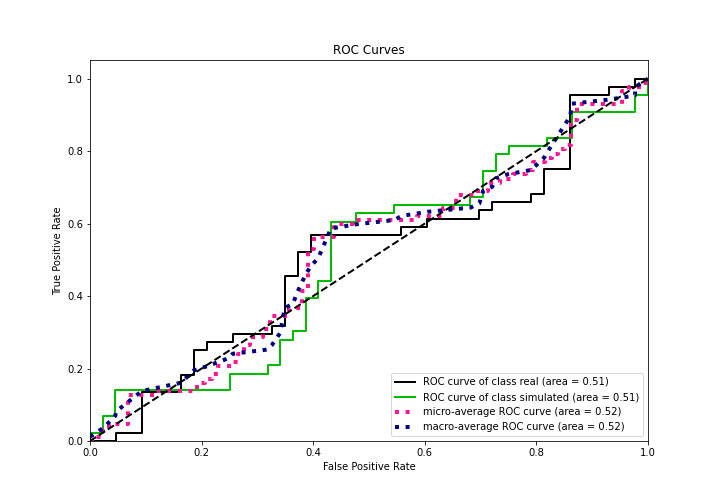 ROC Curves
True Positive Rate
1.0
0.8
0.6
0.4
0.2
0.0
ROC curve of class real (area = 0.51)
ROC curve of class simulated (area = 0.51)
micro-average ROC curve (area = 0.52)
macro-average ROC curve (area = 0.52)
0.0 0.2 0.4 0.6 0.8 1.0
False Positive Rate